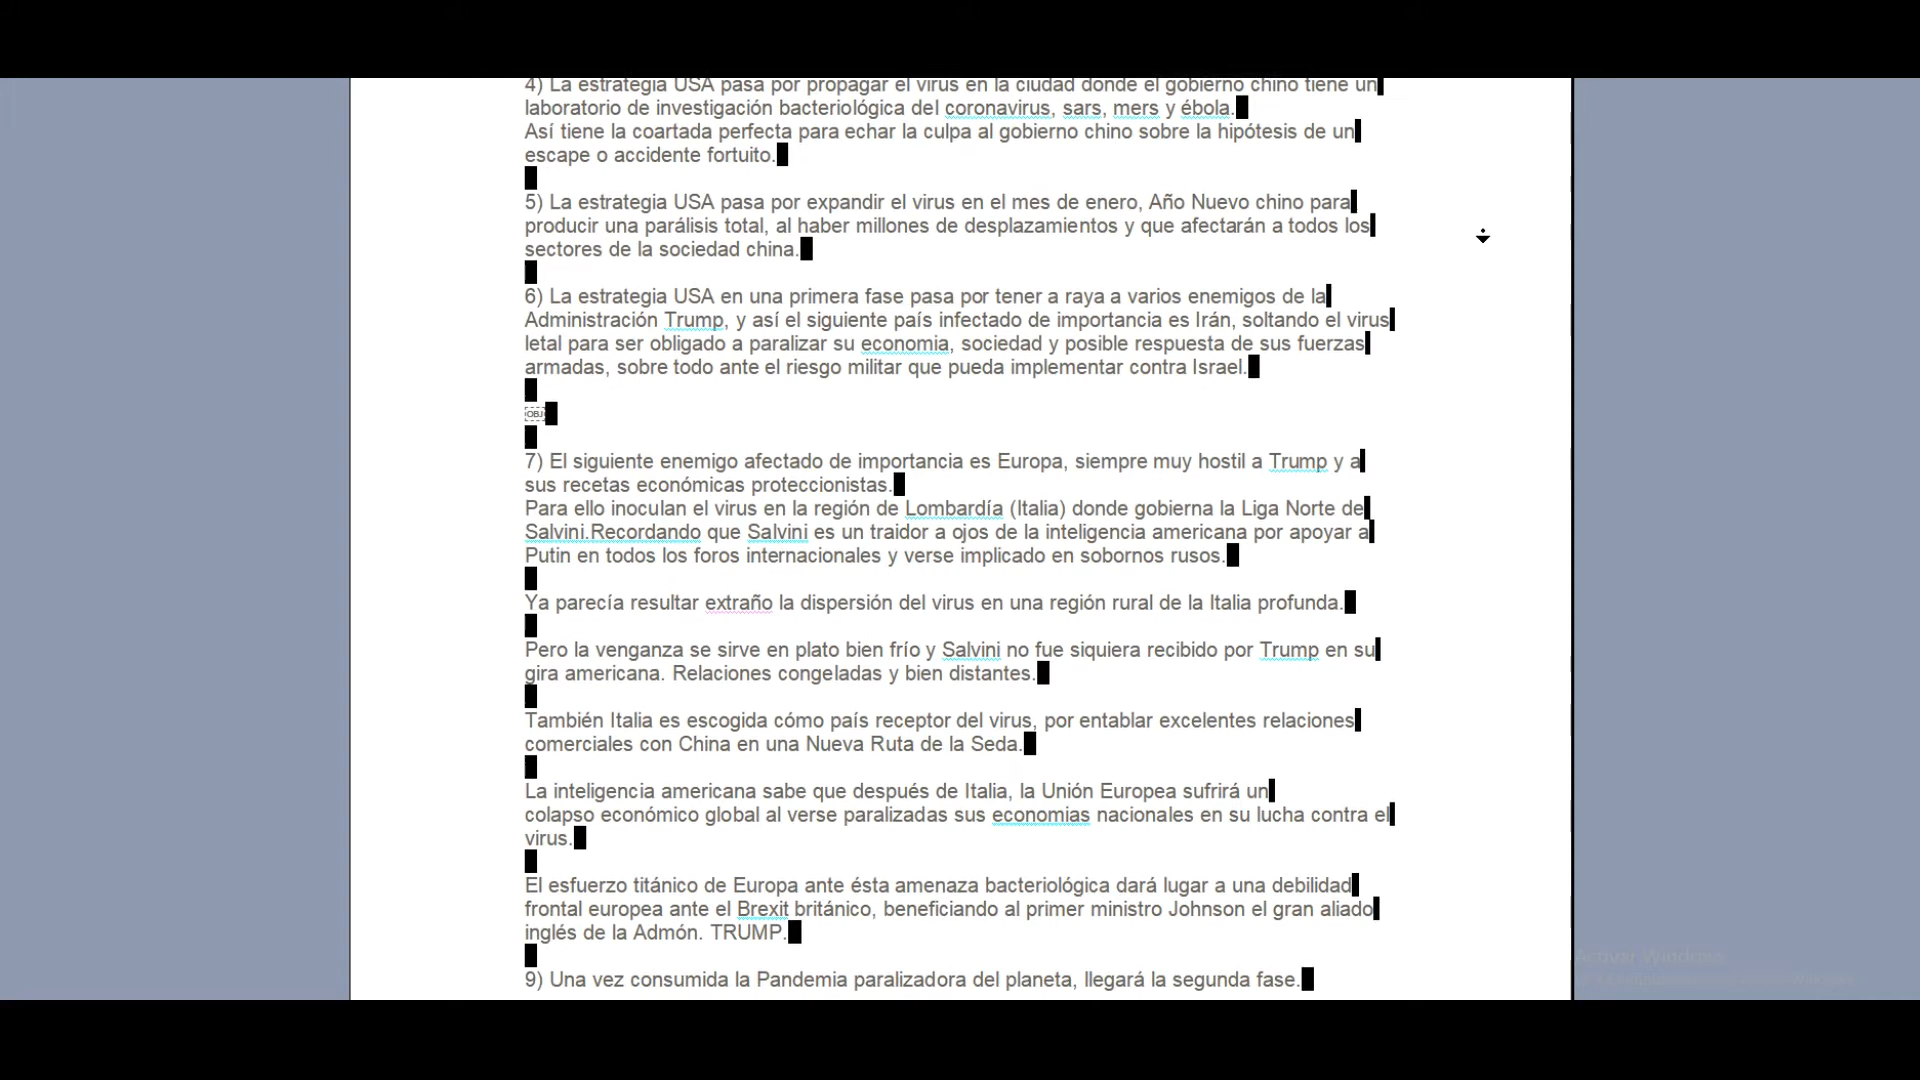 4) La estrategia USA pasa por propagar el virus en la ciudad donde el gobierno chino tiene un
laboratorio de investigación bacteriológica del coronavirus, sars, mers y ébola.
Así tiene la coartada perfecta para echar la culpa al gobierno chino sobre la hipótesis de un
escape o accidente fortuito.
5) La estrategia USA pasa por expandir el virus en el mes de enero, Año Nuevo chino para
producir una parálisis total, al haber millones de desplazamientos y que afectarán a todos los
sectores de la sociedad china.
6) La estrategia USA en una primera fase pasa por tener a raya a varios enemigos de la
Administración Trump, y así el siguiente país infectado de importancia es Irán, soltando el virus
letal para ser obligado a paralizar su economia, sociedad y posible respuesta de sus fuerzas
armadas, sobre todo ante el riesgo militar que pueda implementar contra Israel.
OBJ
7) El siguiente enemigo afectado de importancia es Europa, siempre muy hostil a Trump y a
sus recetas económicas proteccionistas.
Para ello inoculan el virus en la región de Lombardía (Italia) donde gobierna la Liga Norte de
Salvini.Recordando que Salvini es un traidor a ojos de la inteligencia americana por apoyar a
Putin en todos los foros internacionales y verse implicado en sobornos rusos.
Ya parecía resultar extraño la dispersión del virus en una región rural de la Italia profunda.
Pero la venganza se sirve en plato bien frío y Salvini no fue siquiera recibido por Trump en su
gira americana. Relaciones congeladas y bien distantes.
También Italia es escogida cómo país receptor del virus, por entablar excelentes relaciones
comerciales con China en una Nueva Ruta de la Seda.
La inteligencia americana sabe que después de Italia, la Unión Europea sufrirá un
colapso económico global al verse paralizadas sus economias nacionales en su lucha contra el
virus.
El esfuerzo titánico de Europa ante ésta amenaza bacteriológica dará lugar a una debilidad
frontal europea ante el Brexit británico, beneficiando al primer ministro Johnson el gran aliado
inglés de la Admón. TRUMP.
9) Una vez consumida la Pandemia paralizadora del planeta, llegará la segunda fase.
Activar Windows